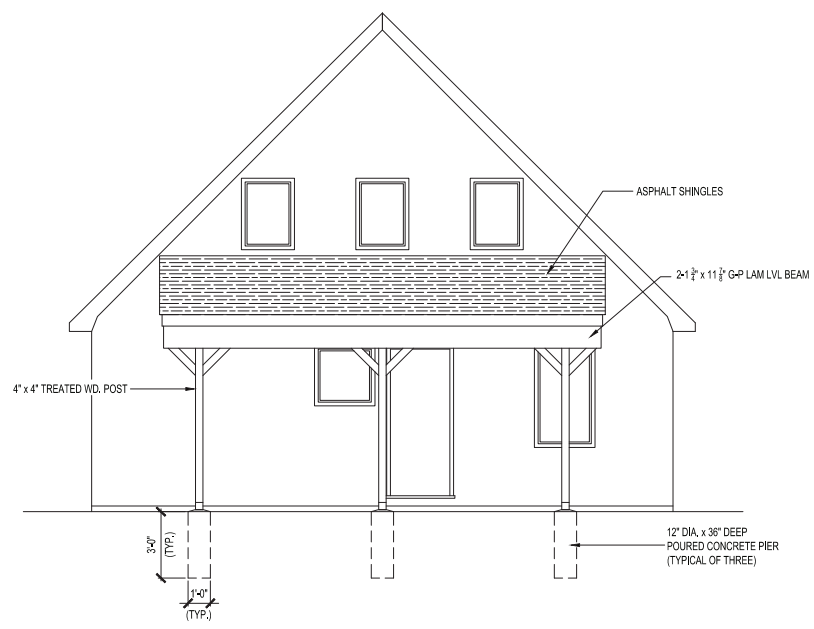 ASPHALT SHINGLES
2-1 3/4" x 11 7/8" G-P LAM LVL BEAM
4" x 4" TREATED WD. POST
3'-0"
(TYP.)
12" DIA. x 36" DEEP
POURED CONCRETE PIER
(TYPICAL OF THREE)
1'-0"
(TYP.)